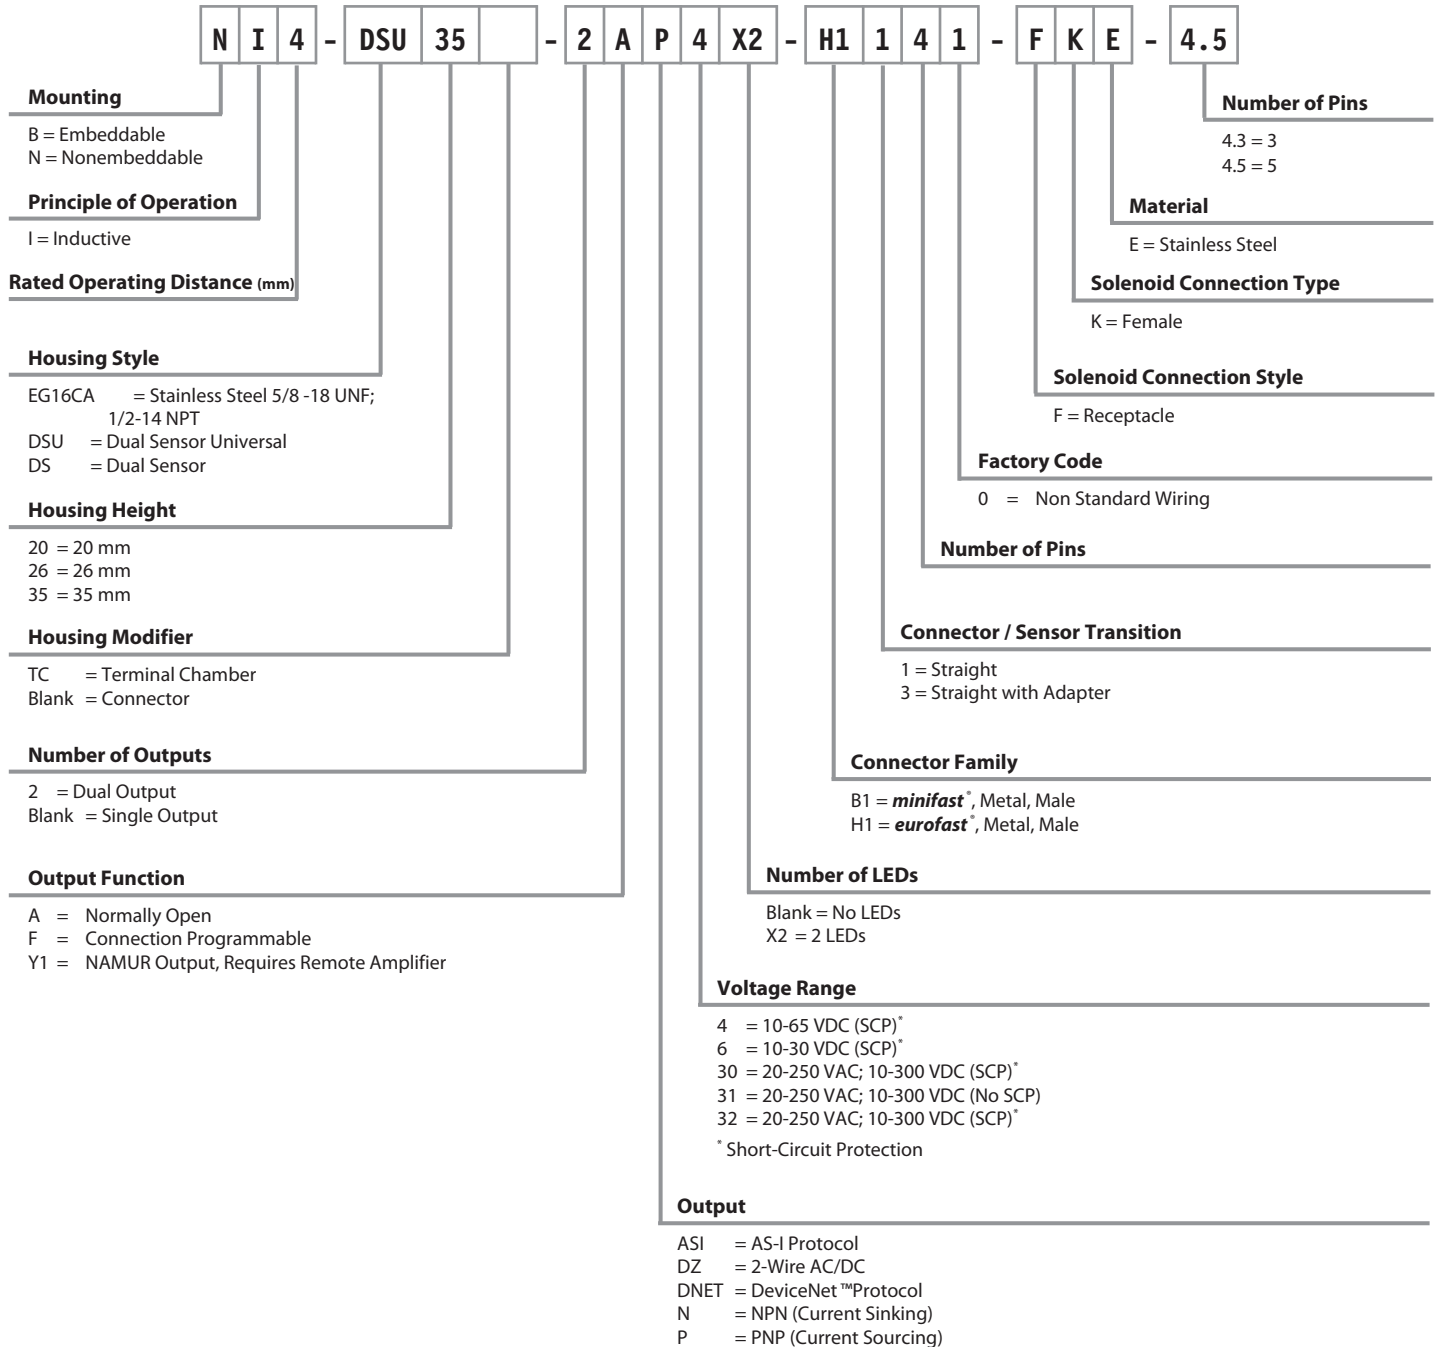 N I 4 - DSU 35 - 2 A P 4 X2 - H1 1 4 1 - F K E - 4.5
Mounting
B = Embeddable
N = Nonembeddable
Principle of Operation
I = Inductive
Rated Operating Distance (mm)
Housing Style
EG16CA = Stainless Steel 5/8 -18 UNF;
1/2-14 NPT
DSU = Dual Sensor Universal
DS = Dual Sensor
Housing Height
20 = 20 mm
26 = 26 mm
35 = 35 mm
Housing Modifier
TC = Terminal Chamber
Blank = Connector
Number of Outputs
2 = Dual Output
Blank = Single Output
Output Function
A = Normally Open
F = Connection Programmable
Y1 = NAMUR Output, Requires Remote Amplifier
Number of Pins
4.3 = 3
4.5 = 5
Material
E = Stainless Steel
Solenoid Connection Type
K = Female
Solenoid Connection Style
F = Receptacle
Factory Code
0 = Non Standard Wiring
Number of Pins
Connector / Sensor Transition
1 = Straight
3 = Straight with Adapter
Connector Family
B1 = minifast®, Metal, Male
H1 = eurofast®, Metal, Male
Number of LEDs
Blank = No LEDs
X2 = 2 LEDs
Voltage Range
4 = 10-65 VDC (SCP)*
6 = 10-30 VDC (SCP)*
30 = 20-250 VAC; 10-300 VDC (SCP)*
31 = 20-250 VAC; 10-300 VDC (No SCP)
32 = 20-250 VAC; 10-300 VDC (SCP)*
* Short-Circuit Protection
Output
ASI = AS-I Protocol
DZ = 2-Wire AC/DC
DNET = DeviceNet ™Protocol
N = NPN (Current Sinking)
P = PNP (Current Sourcing)